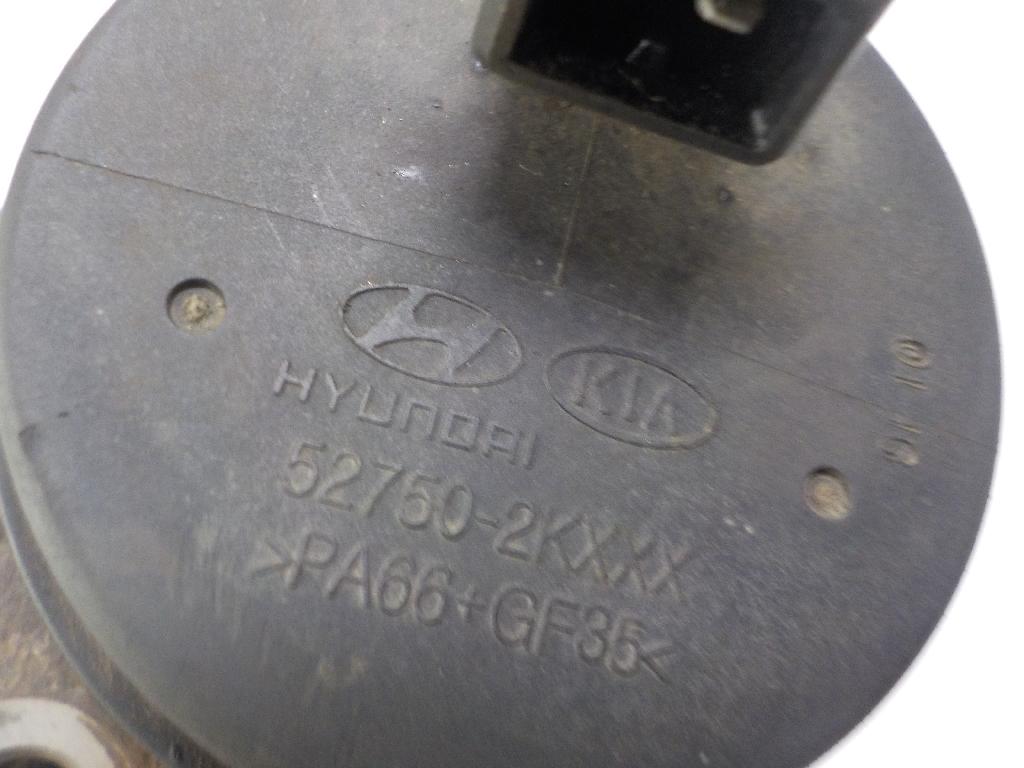 KIA
HYUNDAI
52750-2KXXX
>PA66+GF35<